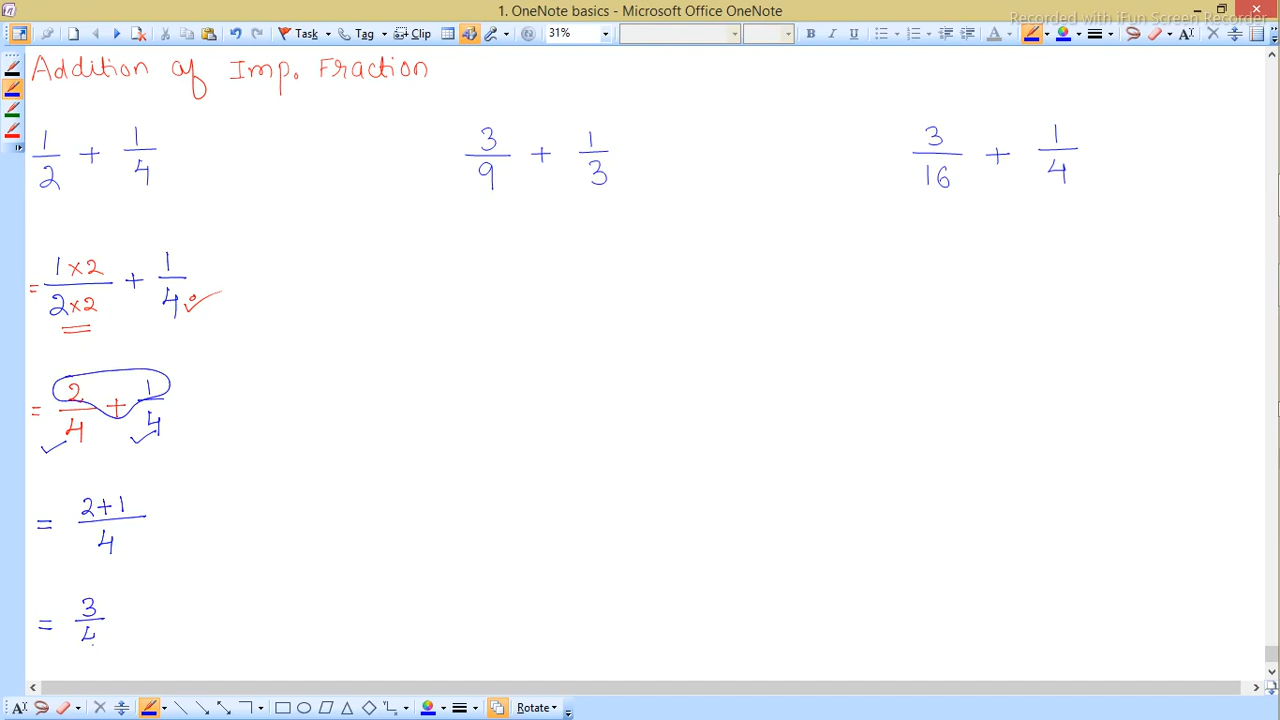 1. OneNote basics - Microsoft Office OneNote
Recorded with iFun Screen Recorder
Task Tag Clip 31% B I U A
Addition of Imp. Fraction
1/2 + 1/4
3/9 + 1/3
3/16 + 1/4
= 1×2/2×2 + 1/4
= 2/4 + 1/4
= 2+1/4
= 3/4
Rotate